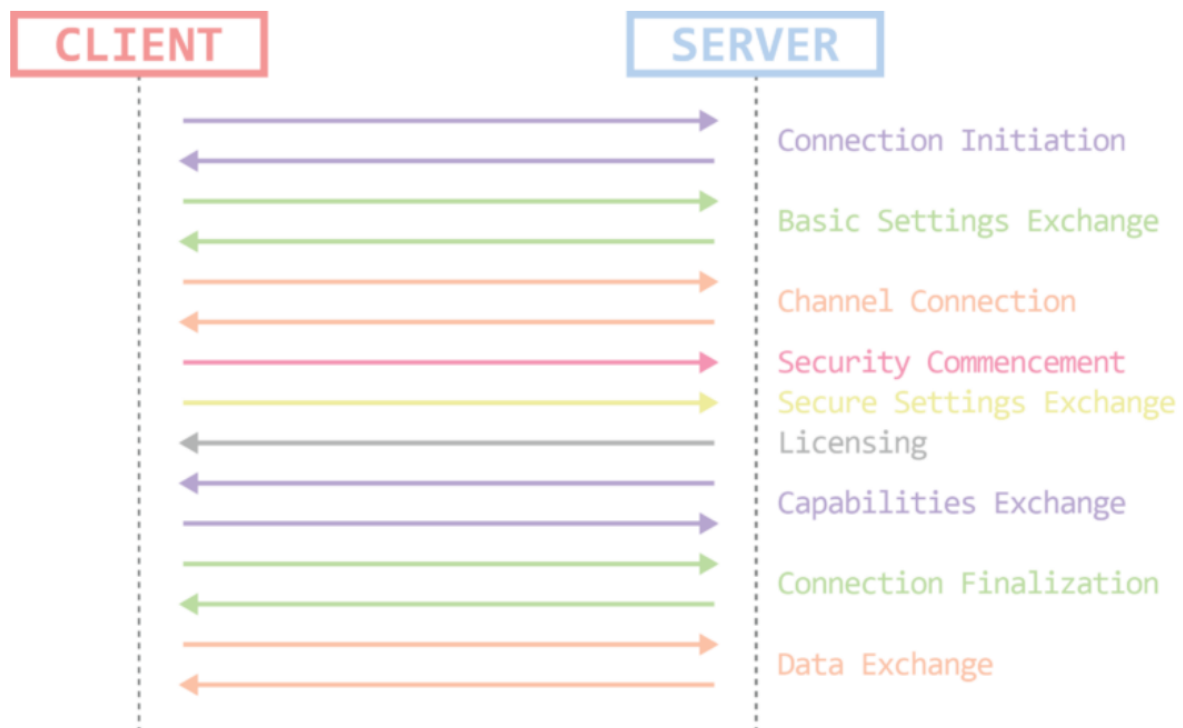 CLIENT
SERVER
Connection Initiation
Basic Settings Exchange
Channel Connection
Security Commencement
Secure Settings Exchange
Licensing
Capabilities Exchange
Connection Finalization
Data Exchange